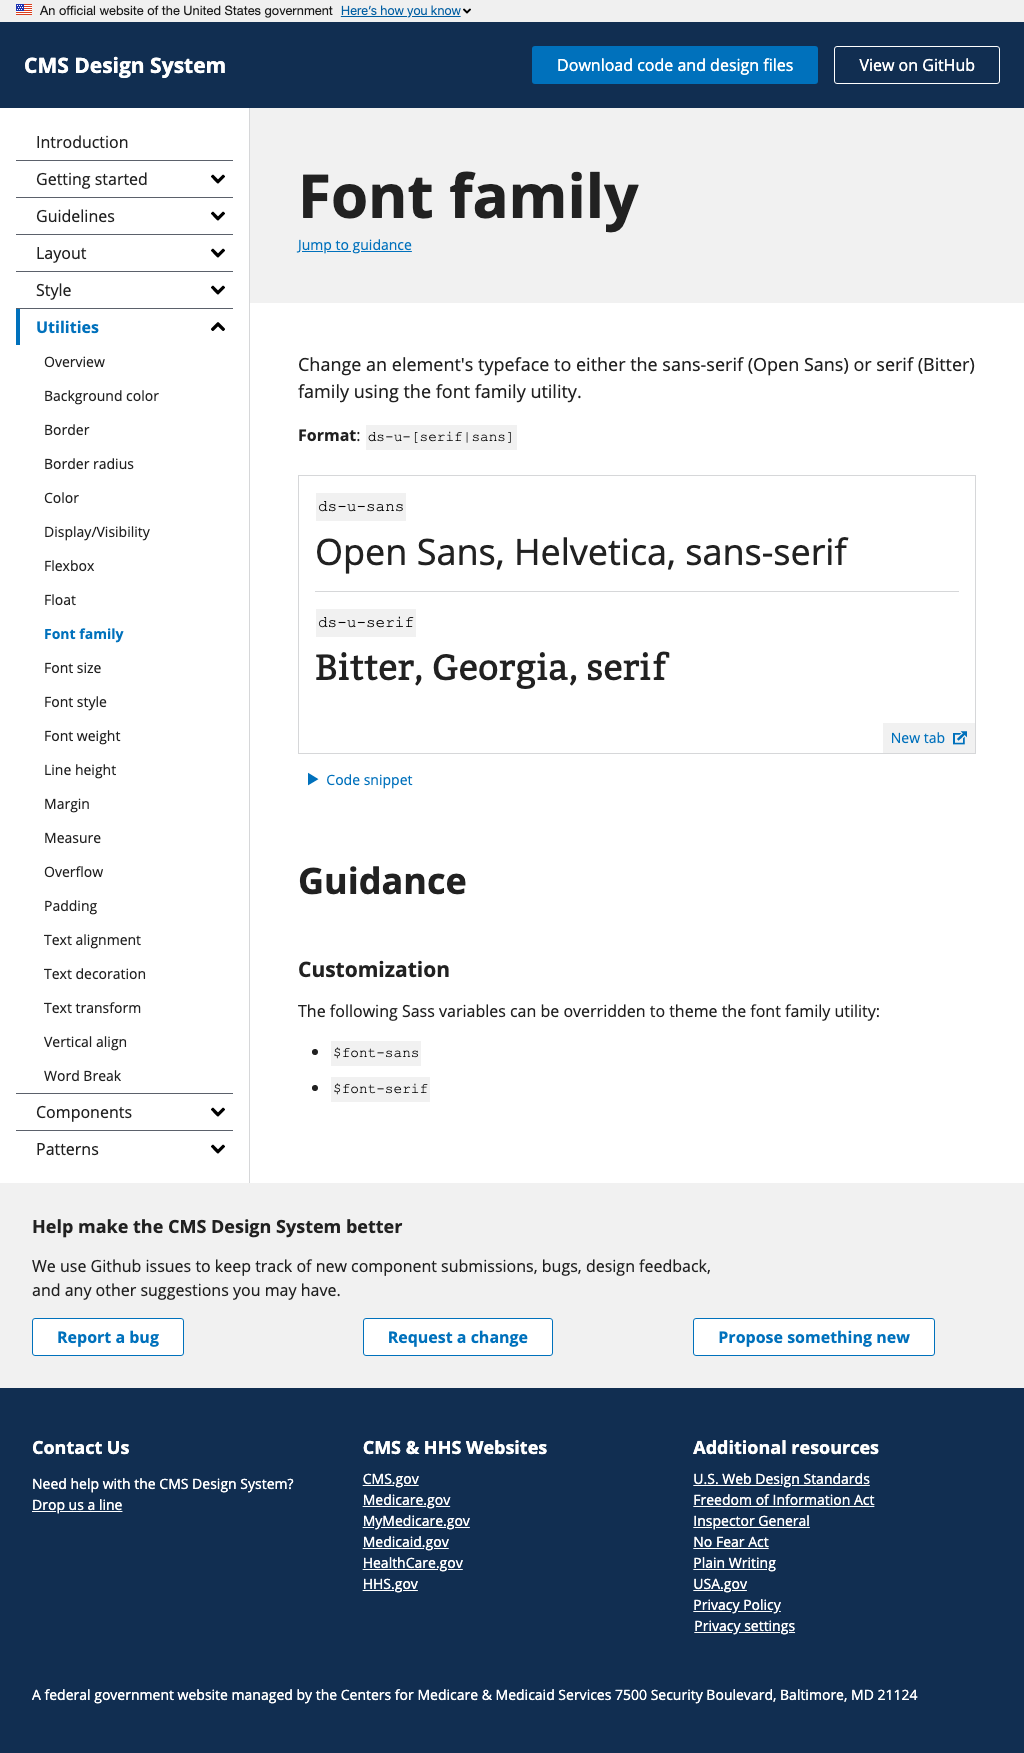 An official website of the United States government Here's how you know
CMS Design System
Download code and design files
View on GitHub
Introduction
Getting started
Guidelines
Layout
Style
Utilities
Overview
Background color
Border
Border radius
Color
Display/Visibility
Flexbox
Float
Font family
Font size
Font style
Font weight
Line height
Margin
Measure
Overflow
Padding
Text alignment
Text decoration
Text transform
Vertical align
Word Break
Components
Patterns
Font family
Jump to guidance
Change an element's typeface to either the sans-serif (Open Sans) or serif (Bitter)
family using the font family utility.
Format: ds-u-[serif|sans]
ds-u-sans
Open Sans, Helvetica, sans-serif
ds-u-serif
Bitter, Georgia, serif
New tab
Code snippet
Guidance
Customization
The following Sass variables can be overridden to theme the font family utility:
$font-sans
$font-serif
Help make the CMS Design System better
We use Github issues to keep track of new component submissions, bugs, design feedback,
and any other suggestions you may have.
Report a bug
Request a change
Propose something new
Contact Us
Need help with the CMS Design System?
Drop us a line
CMS & HHS Websites
CMS.gov
Medicare.gov
MyMedicare.gov
Medicaid.gov
HealthCare.gov
HHS.gov
Additional resources
U.S. Web Design Standards
Freedom of Information Act
Inspector General
No Fear Act
Plain Writing
USA.gov
Privacy Policy
Privacy settings
A federal government website managed by the Centers for Medicare & Medicaid Services 7500 Security Boulevard, Baltimore, MD 21124